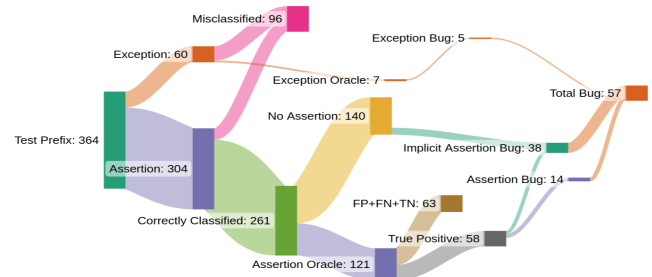 Misclassified: 96
Exception Bug: 5
Exception: 60
Exception Oracle: 7
Total Bug: 57
No Assertion: 140
Test Prefix: 364
Implicit Assertion Bug: 38
Assertion: 304
Assertion Bug: 14
FP+FN+TN: 63
Correctly Classified: 261
True Positive: 58
Assertion Oracle: 121